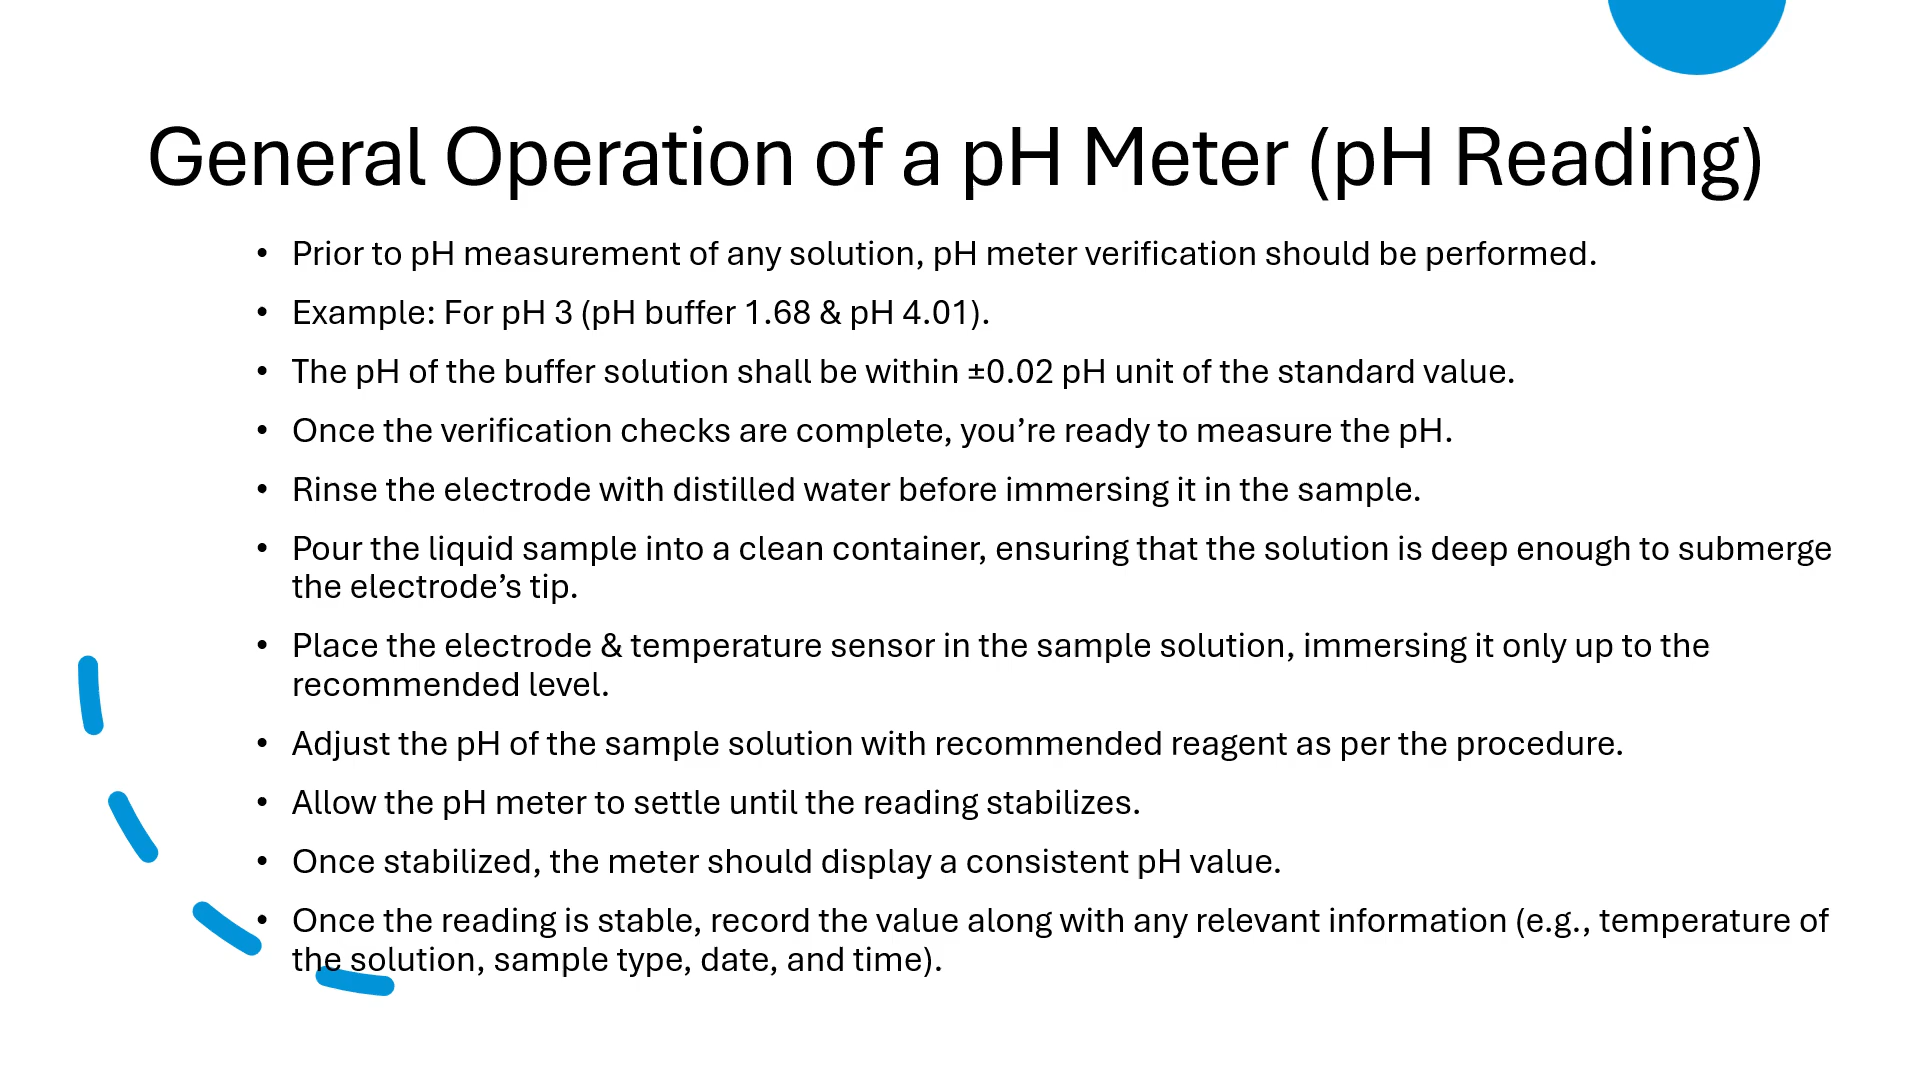 General Operation of a pH Meter (pH Reading)
• Prior to pH measurement of any solution, pH meter verification should be performed.
• Example: For pH 3 (pH buffer 1.68 & pH 4.01).
• The pH of the buffer solution shall be within ±0.02 pH unit of the standard value.
• Once the verification checks are complete, you’re ready to measure the pH.
• Rinse the electrode with distilled water before immersing it in the sample.
• Pour the liquid sample into a clean container, ensuring that the solution is deep enough to submerge
the electrode’s tip.
• Place the electrode & temperature sensor in the sample solution, immersing it only up to the
recommended level.
• Adjust the pH of the sample solution with recommended reagent as per the procedure.
• Allow the pH meter to settle until the reading stabilizes.
• Once stabilized, the meter should display a consistent pH value.
• Once the reading is stable, record the value along with any relevant information (e.g., temperature of
the solution, sample type, date, and time).